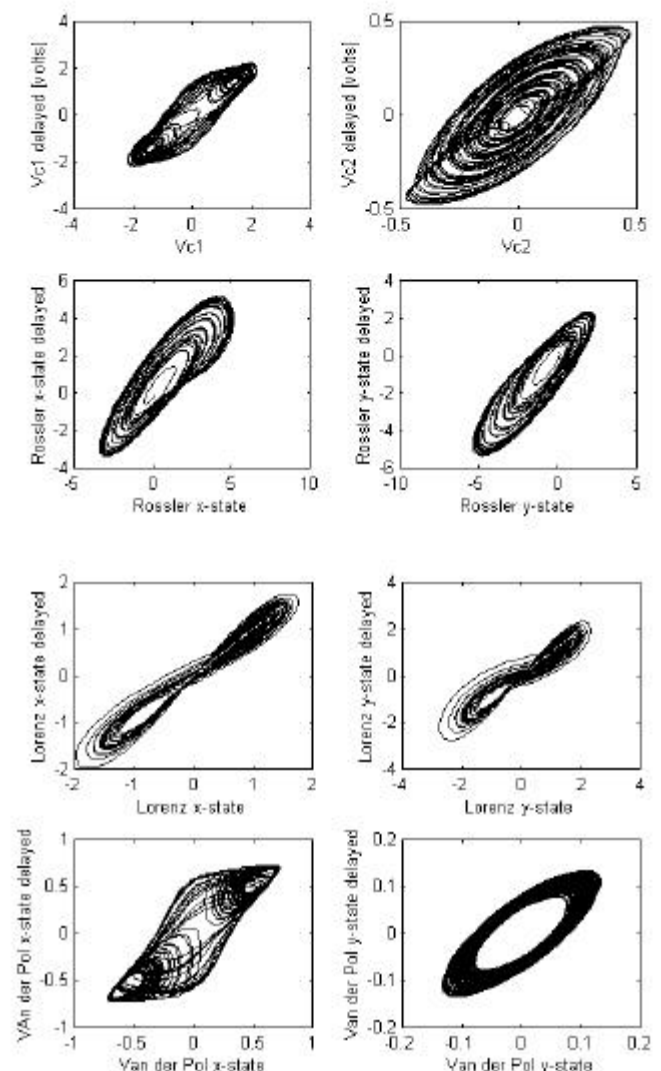 4
2
0
-2
-4
Vc1 delayed [volts]
-4 -2 0 2 4
Vc1
0.5
0
-0.5
Vc2 delayed [volts]
-0.5 0 0.5
Vc2
6
4
2
0
-2
-4
Rossler x-state delayed
-5 0 5 10
Rossler x-state
4
2
0
-2
-4
-6
Rossler y-state delayed
-10 -5 0 5
Rossler y-state
2
1
0
-1
-2
Lorenz x-state delayed
-2 -1 0 1 2
Lorenz x-state
4
2
0
-2
-4
Lorenz y-state delayed
-4 -2 0 2 4
Lorenz y-state
1
0.5
0
-0.5
-1
VAn der Pol x-state delayed
-1 -0.5 0 0.5 1
Van der Pol x-state
0.2
0.1
0
-0.1
-0.2
Van der Pol y-state delayed
-0.2 -0.1 0 0.1 0.2
Van der Pol y-state